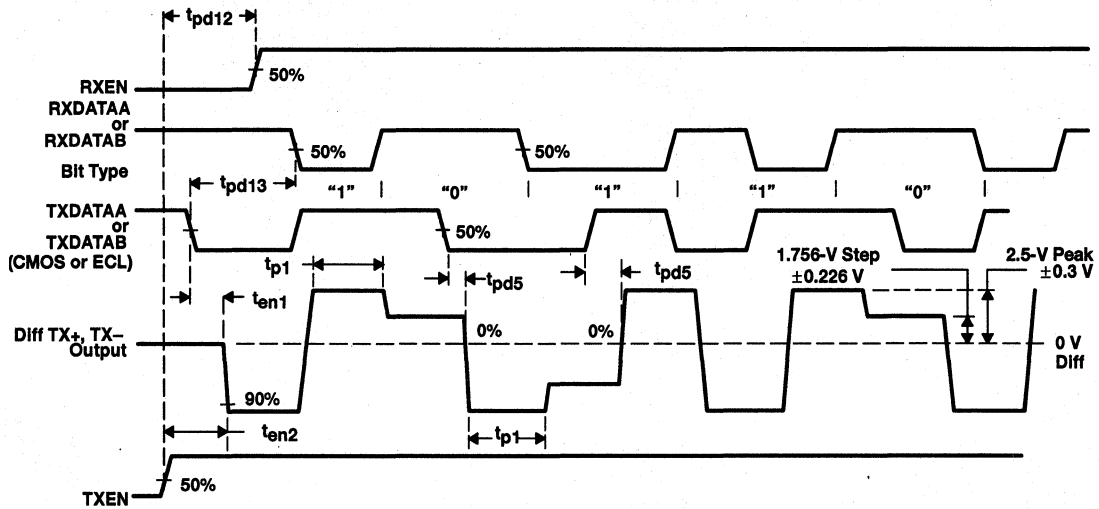 tpd12
50%
RXEN
RXDATAA
or
RXDATAB
50%
50%
Bit Type
tpd13
“1”
“0”
“1”
“1”
“0”
TXDATAA
or
TXDATAB
(CMOS or ECL)
50%
tp1
tpd5
tpd5
1.756-V Step
±0.226 V
2.5-V Peak
±0.3 V
ten1
Diff TX+, TX–
Output
0%
0%
0 V
Diff
90%
ten2
tp1
50%
TXEN